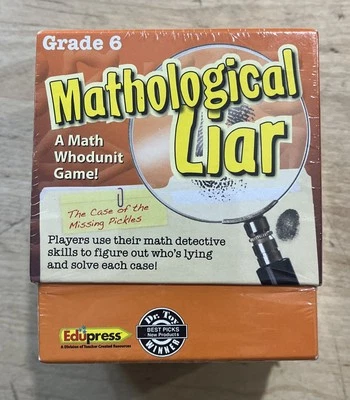 Grade 6
Mathological
Liar
A Math
Whodunit
Game!
The Case of the
Missing Pickles
Players use their math detective
skills to figure out who's lying
and solve each case!
Edupress
A Division of Teacher Created Resources
Dr. Toy
BEST PICKS
New Products
WINNER